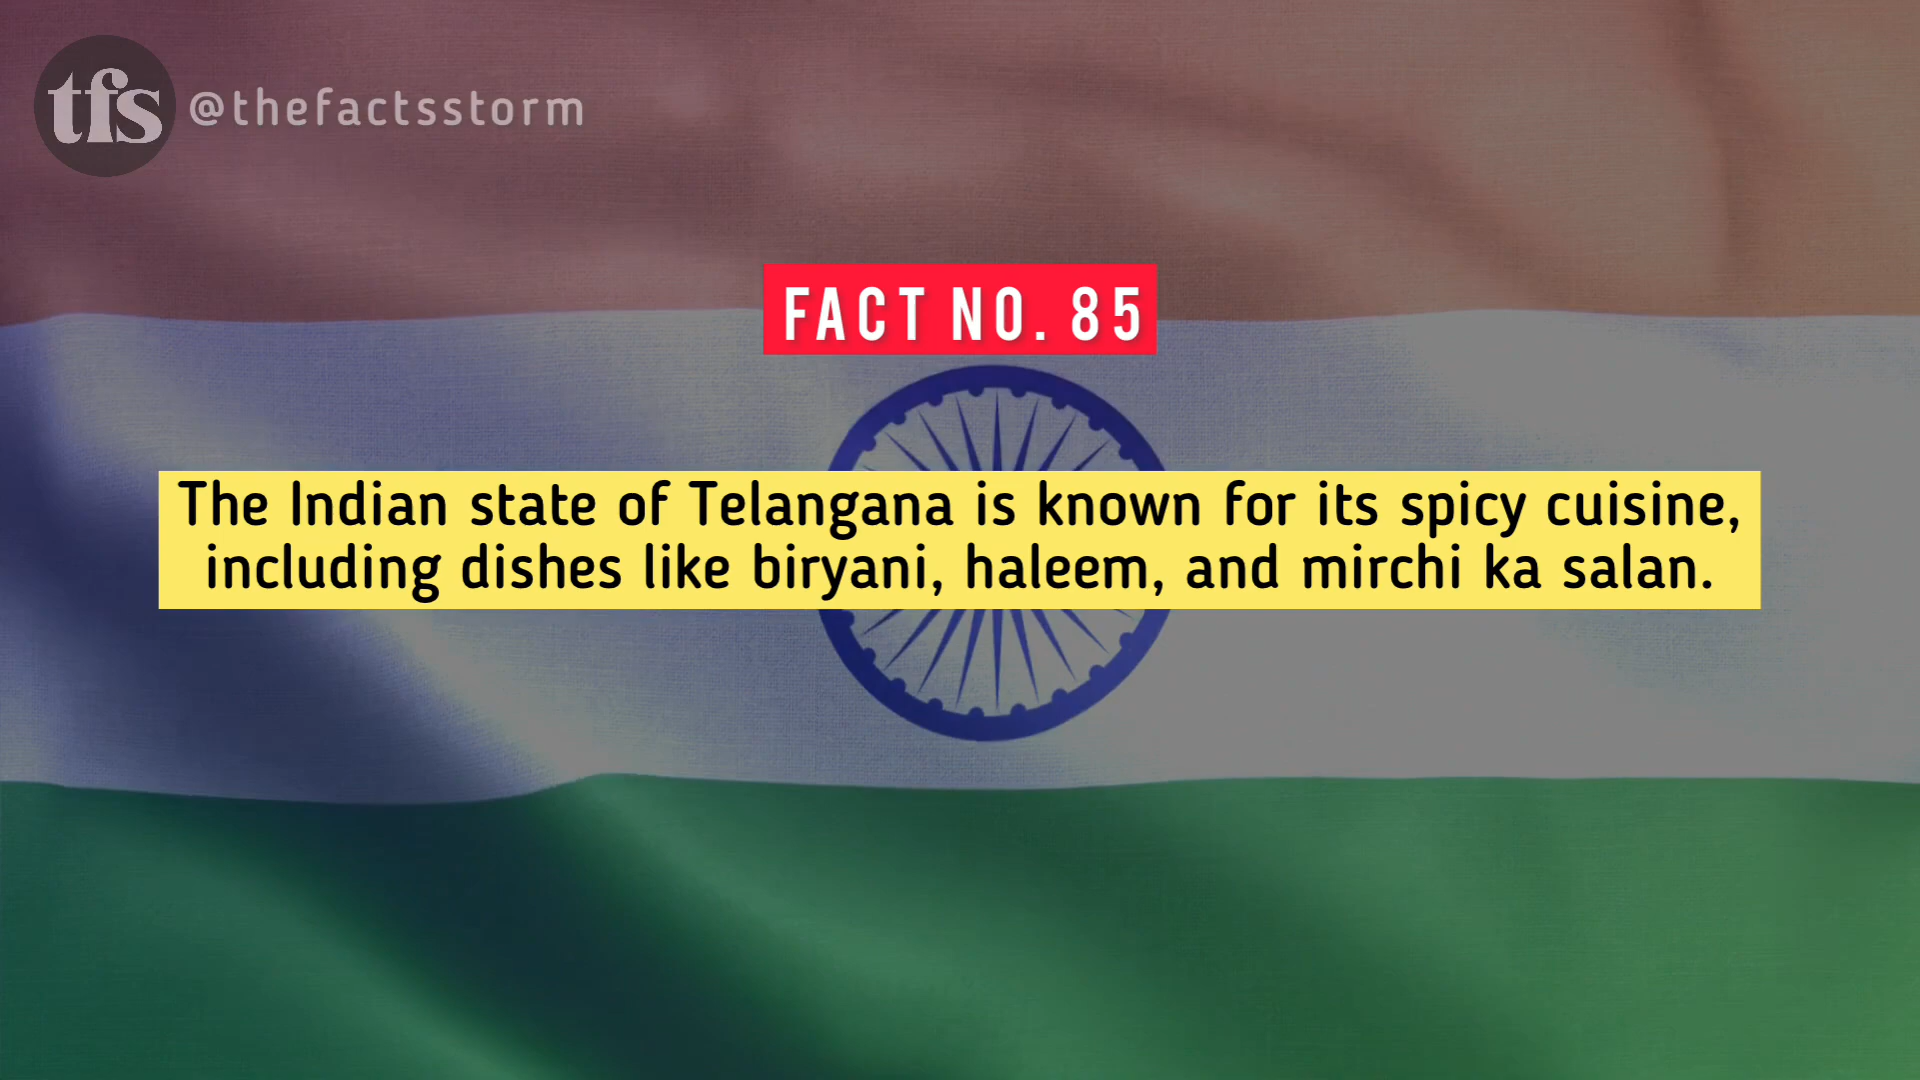 tfs @thefactsstorm
FACT NO. 85
The Indian state of Telangana is known for its spicy cuisine,
including dishes like biryani, haleem, and mirchi ka salan.